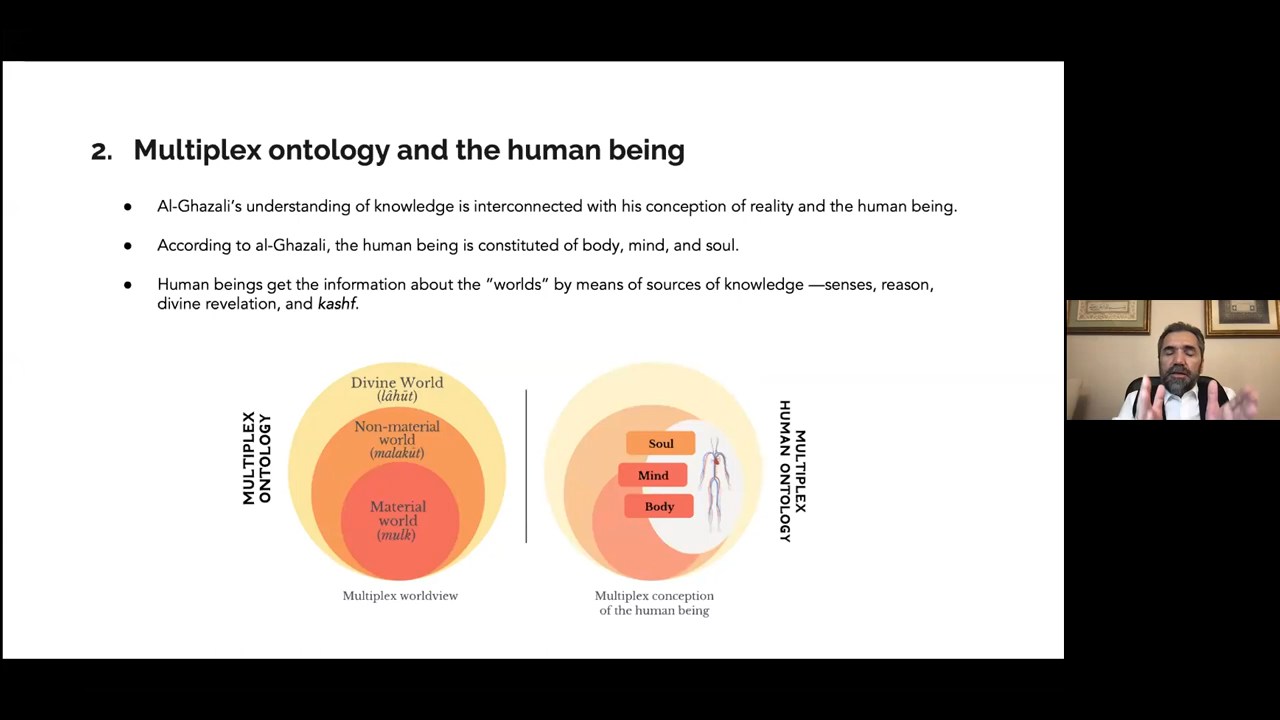 2. Multiplex ontology and the human being
● Al-Ghazali's understanding of knowledge is interconnected with his conception of reality and the human being.
● According to al-Ghazali, the human being is constituted of body, mind, and soul.
● Human beings get the information about the ”worlds” by means of sources of knowledge —senses, reason,
divine revelation, and kashf.
MULTIPLEX
ONTOLOGY
Divine World
(lāhūt)
Non-material
world
(malakūt)
Material
world
(mulk)
Multiplex worldview
Soul
Mind
Body
MULTIPLEX
HUMAN ONTOLOGY
Multiplex conception
of the human being